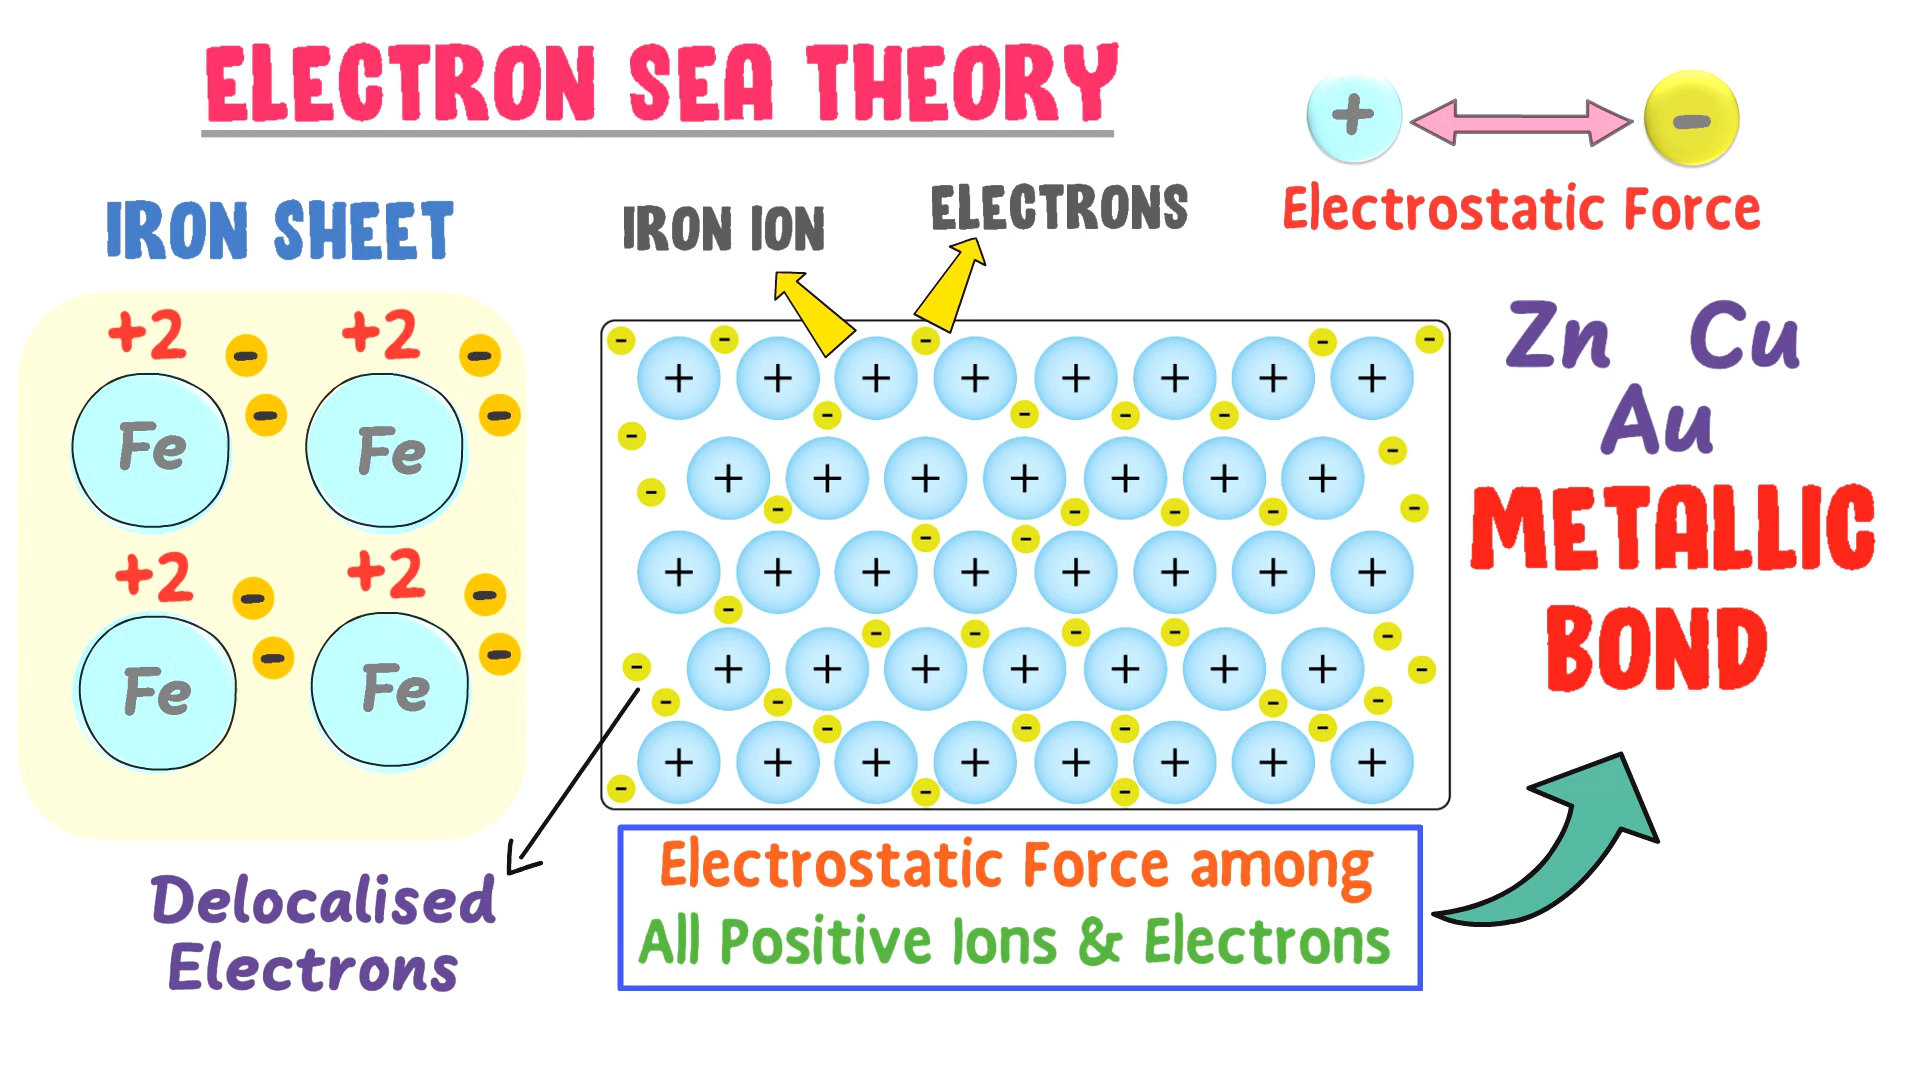 ELECTRON SEA THEORY
+ -
Electrostatic Force
IRON SHEET
+2 - +2 -
Fe - Fe -
+2 - +2 -
Fe - Fe -
Delocalised
Electrons
IRON ION
ELECTRONS
- - - - -
+ + + + + + + +
- - - -
- -
+ + + + + + +
- -
- - - -
- -
+ + + + + + + +
-
- - - - -
+ + + + + + +
- -
- - - -
- - - -
+ + + + + + + +
- - -
Electrostatic Force among
All Positive Ions & Electrons
Zn Cu
Au
METALLIC
BOND